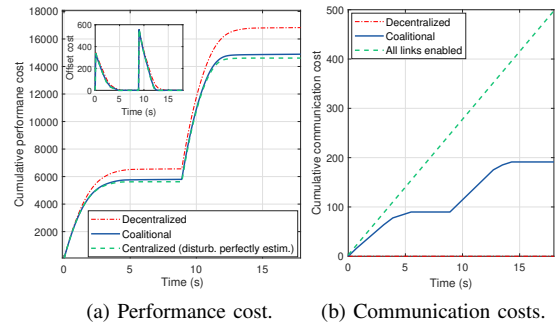 18000
16000
14000
12000
10000
8000
6000
4000
2000
Cumulative performane cost
600
400
200
0
Offset cost
0 5 10 15
Time (s)
Decentralized
Coalitional
Centralized (disturb. perfectly estim.)
0 5 10 15
Time (s)
(a) Performance cost.
500
400
300
200
100
0
Cumulative communication cost
Decentralized
Coalitional
All links enabled
0 5 10 15
Time (s)
(b) Communication costs.